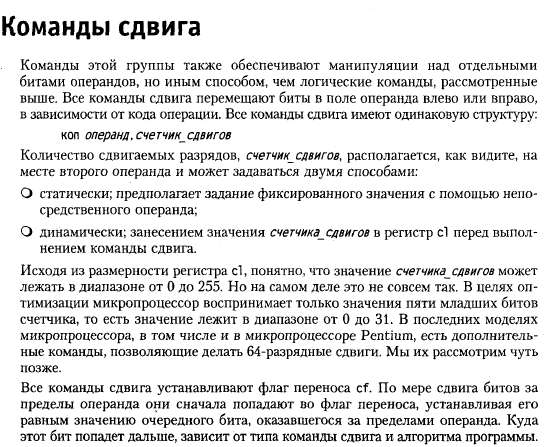 Команды сдвига
Команды этой группы также обеспечивают манипуляции над отдельными
битами операндов, но иным способом, чем логические команды, рассмотренные
выше. Все команды сдвига перемещают биты в поле операнда влево или вправо,
в зависимости от кода операции. Все команды сдвига имеют одинаковую структуру:
коп операнд,счетчик_сдвигов
Количество сдвигаемых разрядов, счетчик_сдвигов, располагается, как видите, на
месте второго операнда и может задаваться двумя способами:
❍ статически; предполагает задание фиксированного значения с помощью непо-
средственного операнда;
❍ динамически; занесением значения счетчика_сдвигов в регистр cl перед выпол-
нением команды сдвига.
Исходя из размерности регистра cl, понятно, что значение счетчика_сдвигов может
лежать в диапазоне от 0 до 255. Но на самом деле это не совсем так. В целях оп-
тимизации микропроцессор воспринимает только значения пяти младших битов
счетчика, то есть значение лежит в диапазоне от 0 до 31. В последних моделях
микропроцессора, в том числе и в микропроцессоре Pentium, есть дополнитель-
ные команды, позволяющие делать 64-разрядные сдвиги. Мы их рассмотрим чуть
позже.
Все команды сдвига устанавливают флаг переноса cf. По мере сдвига битов за
пределы операнда они сначала попадают во флаг переноса, устанавливая его
равным значению очередного бита, оказавшегося за пределами операнда. Куда
этот бит попадет дальше, зависит от типа команды сдвига и алгоритма программы.